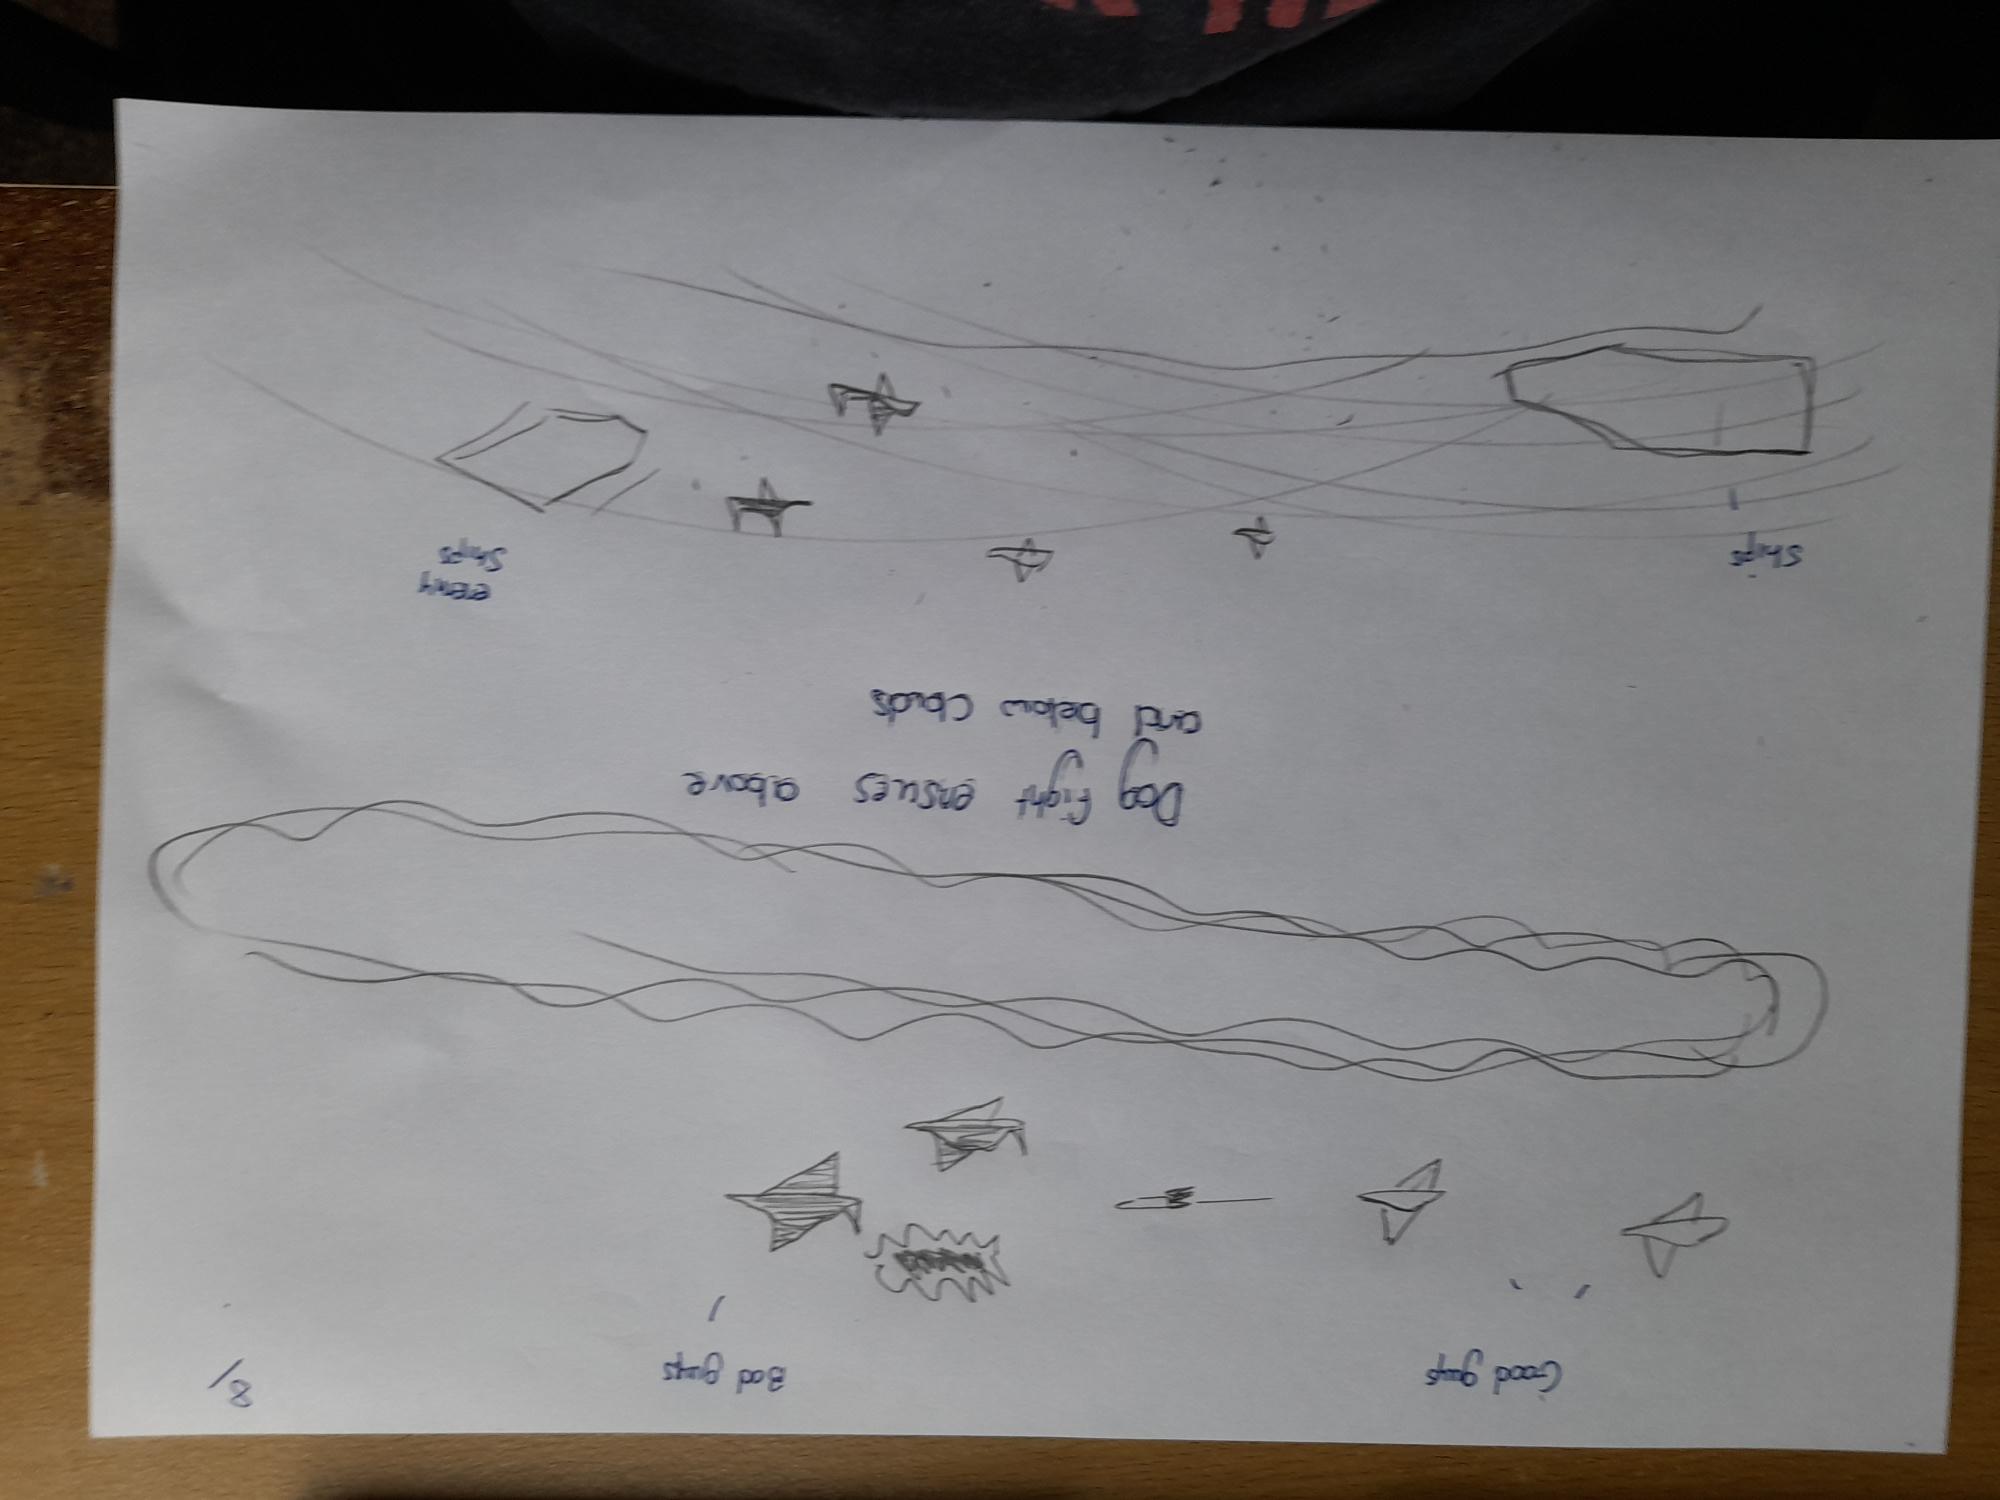 8/
Good guys
Bad guys
Dog fight ensues above
and below clouds
Ships
enemy
Ships